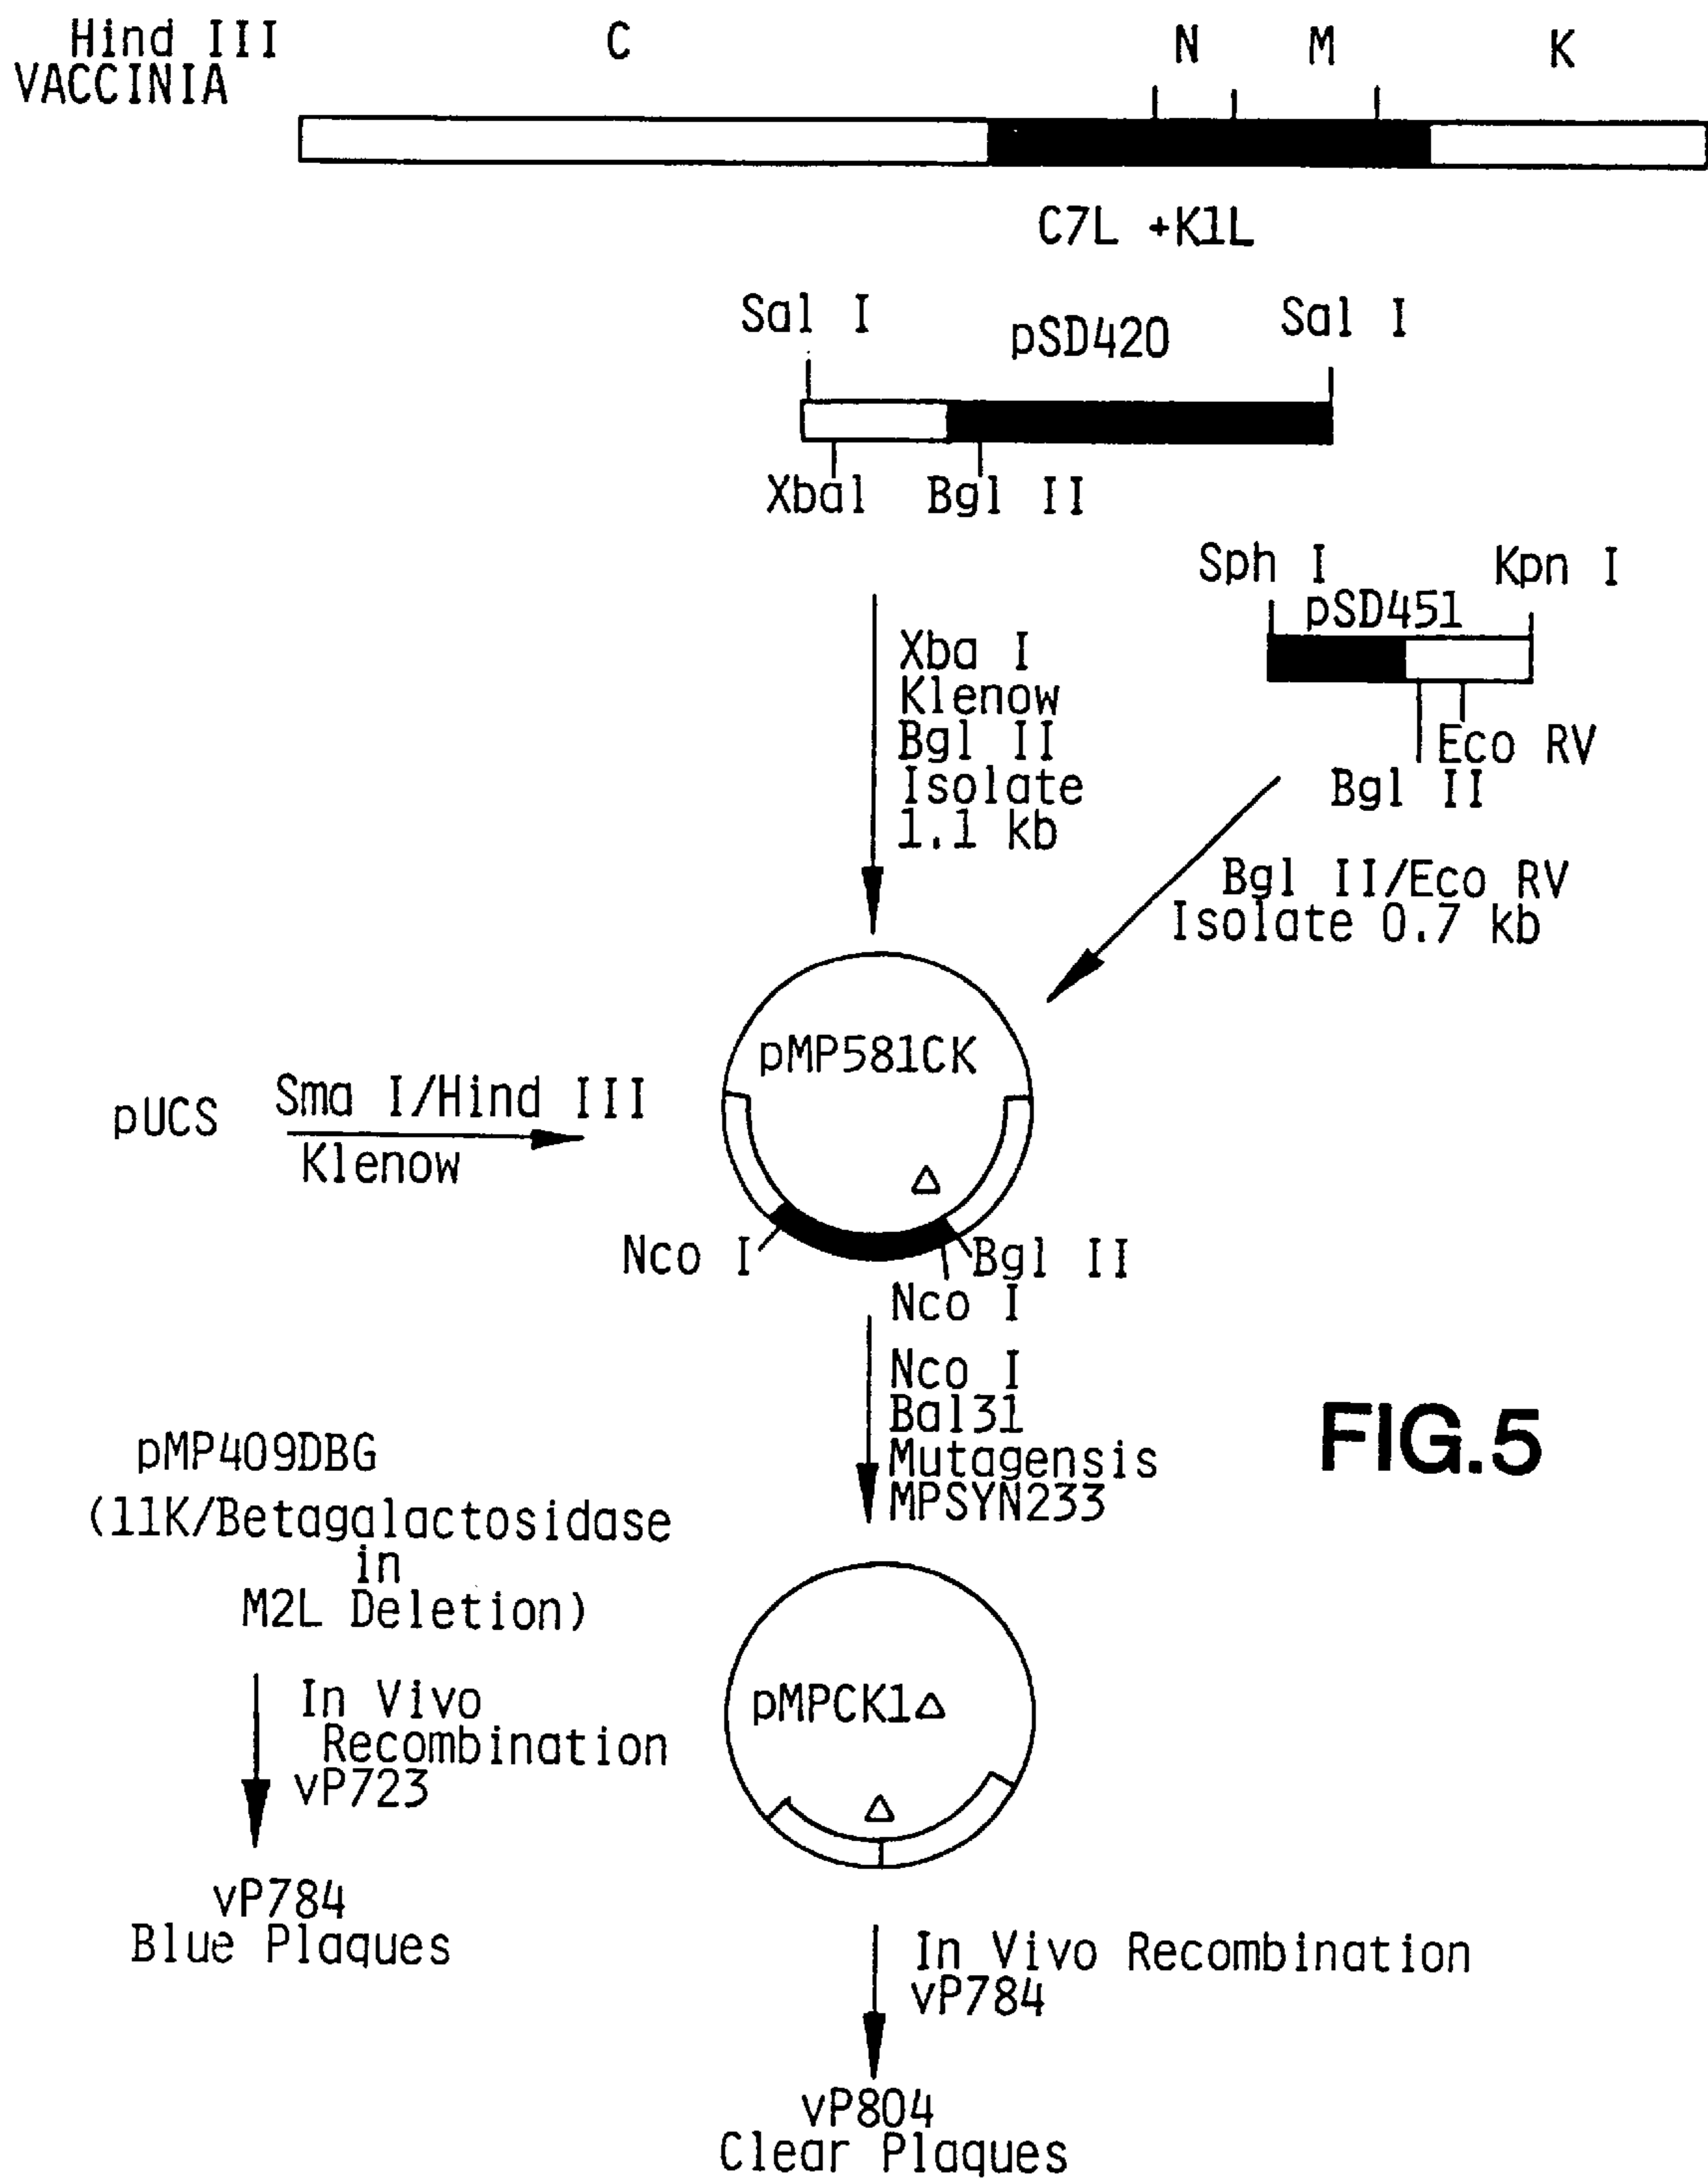 Hind III
VACCINIA
C N M K
C7L +K1L
Sal I
pSD420
Sal I
Xbal Bgl II
Sph I Kpn I
pSD451
Eco RV
Bgl II
Xba I
Klenow
Bgl II
Isolate
1.1 kb
Bgl II/Eco RV
Isolate 0.7 kb
pMP581CK
pUCS
Sma I/Hind III
Klenow
△
Nco I
Bgl II
Nco I
Nco I
Bal31
Mutagensis
MPSYN233
FIG.5
pMP409DBG
(11K/Betagalactosidase
in
M2L Deletion)
In Vivo
Recombination
vP723
vP784
Blue Plaques
pMPCK1△
△
In Vivo Recombination
vP784
vP804
Clear Plaques